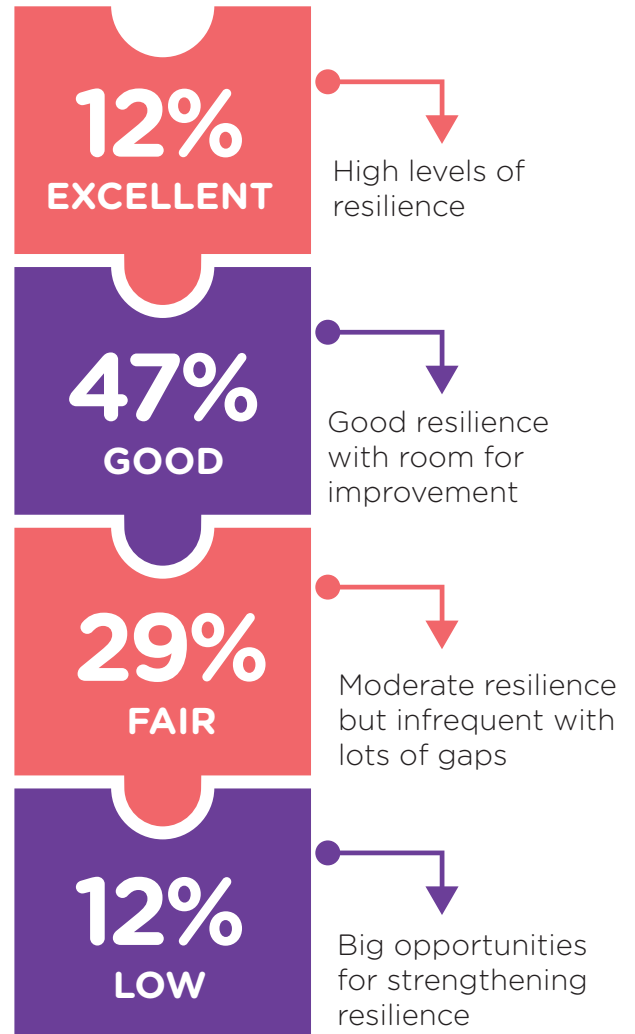 12%
EXCELLENT
High levels of
resilience
47%
GOOD
Good resilience
with room for
improvement
29%
FAIR
Moderate resilience
but infrequent with
lots of gaps
12%
LOW
Big opportunities
for strengthening
resilience